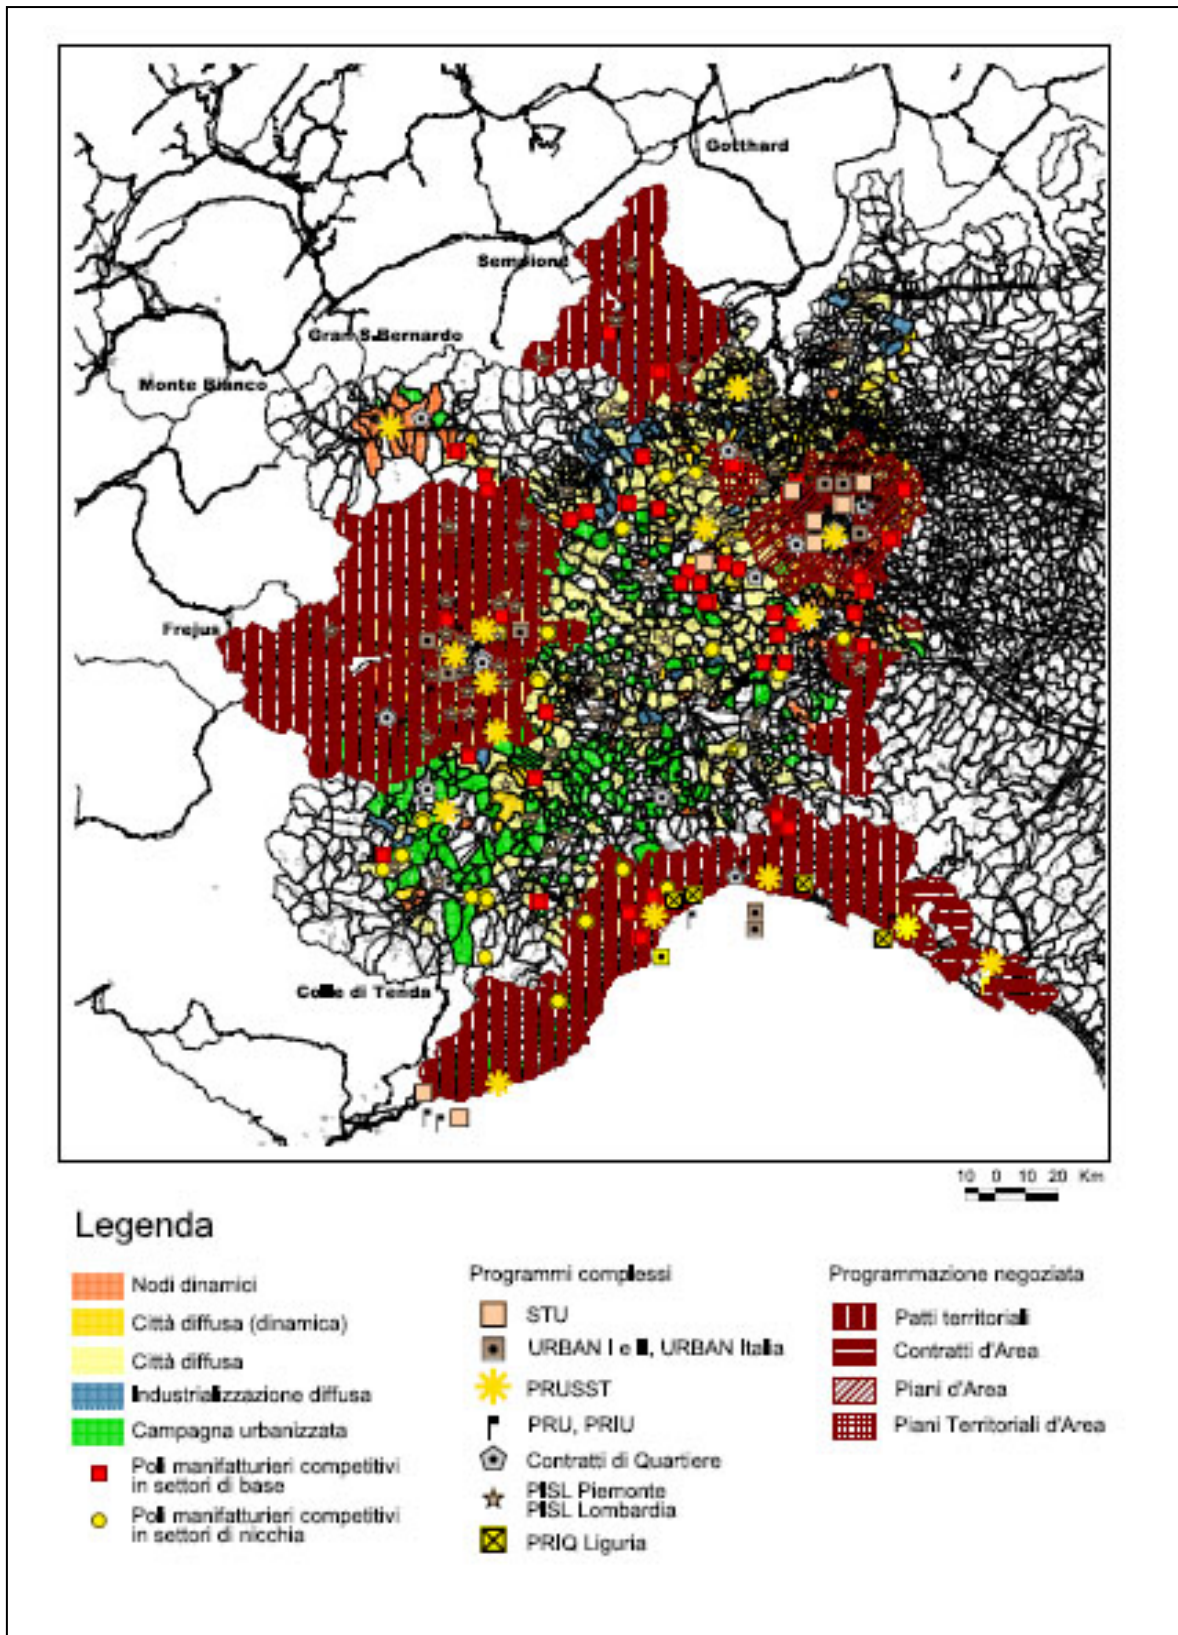 Gotthard
Sempione
Gran S.Bernardo
Monte Bianco
Frejus
Colle di Tenda
10 0 10 20 Km
Legenda
Nodi dinamici
Città diffusa (dinamica)
Città diffusa
Industrializzazione diffusa
Campagna urbanizzata
Poli manifatturieri competitivi
in settori di base
Poli manifatturieri competitivi
in settori di nicchia
Programmi complessi
STU
URBAN I e II, URBAN Italia
PRUSST
PRU, PRIU
Contratti di Quartiere
PISL Piemonte
PISL Lombardia
PRIQ Liguria
Programmazione negoziata
Patti territoriali
Contratti d'Area
Piani d'Area
Piani Territoriali d'Area